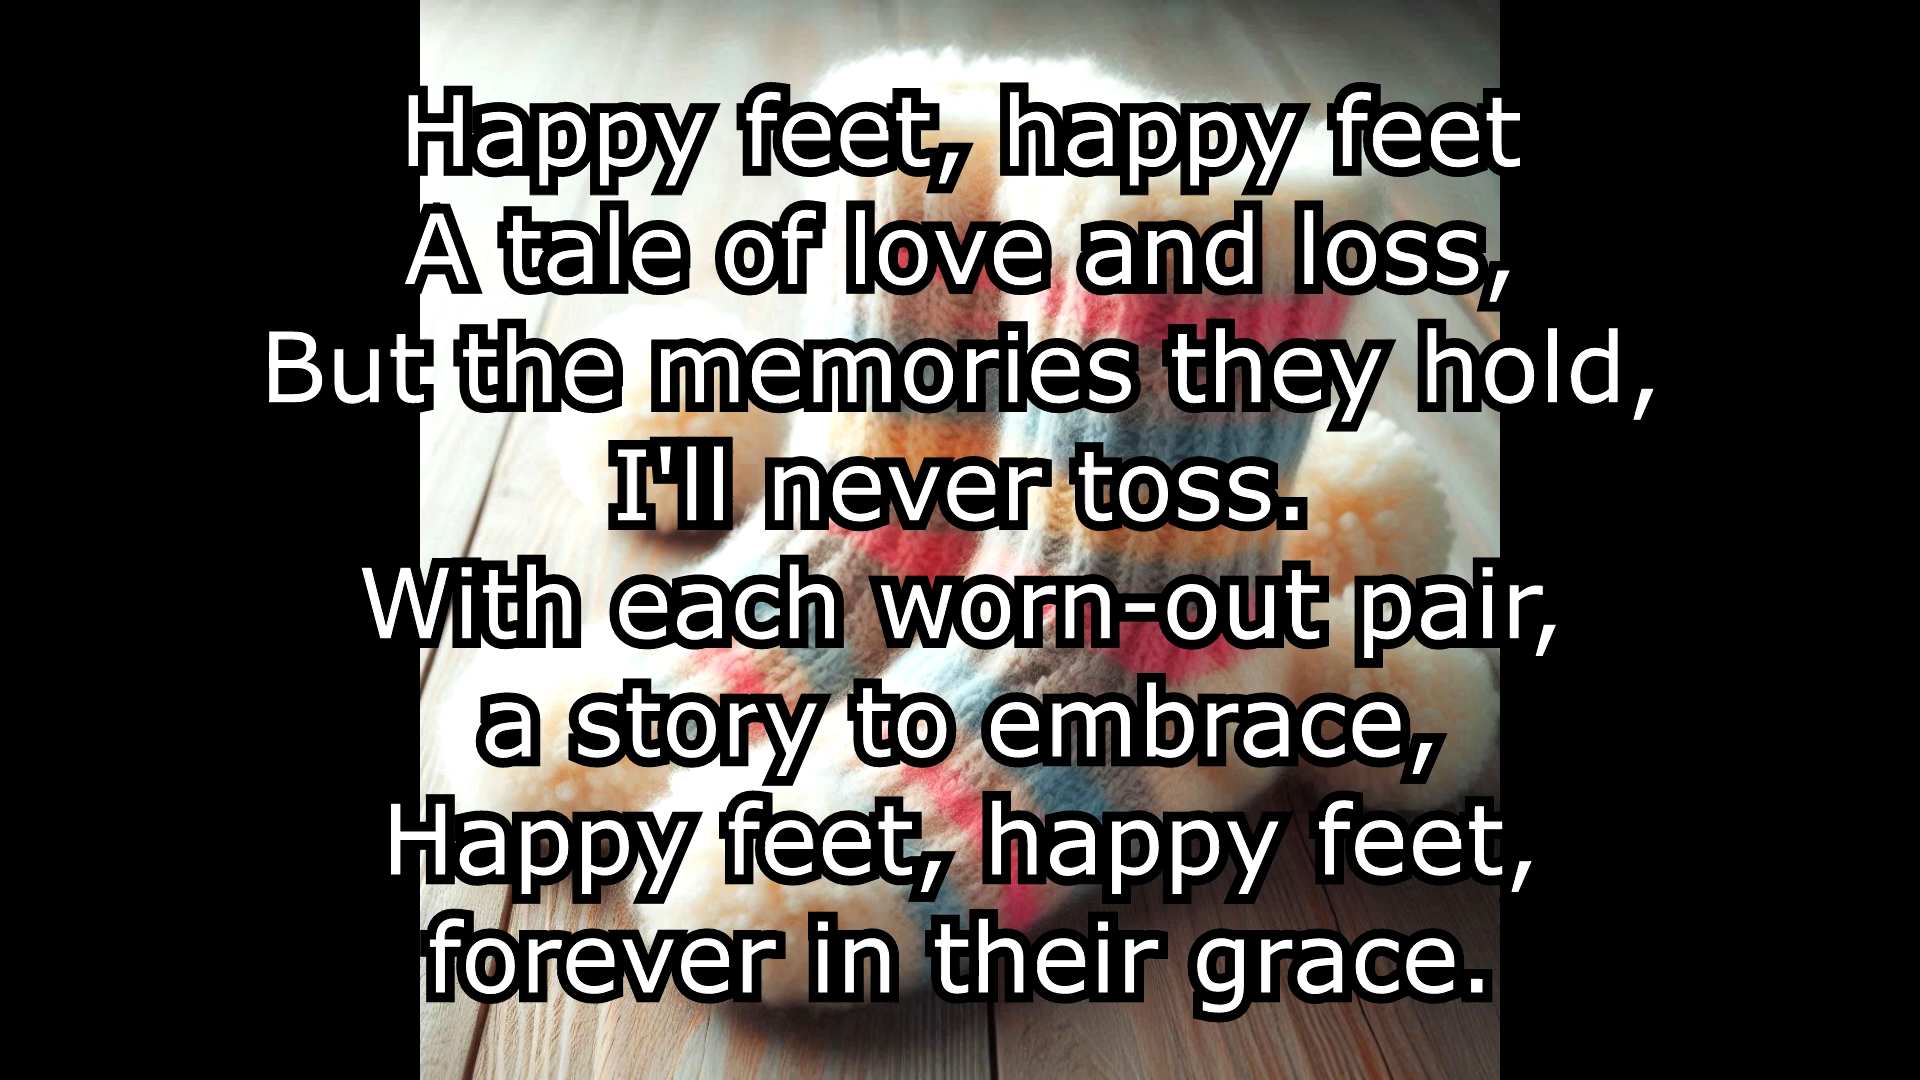 Happy feet, happy feet
A tale of love and loss,
But the memories they hold,
I'll never toss.
With each worn-out pair,
a story to embrace,
Happy feet, happy feet,
forever in their grace.